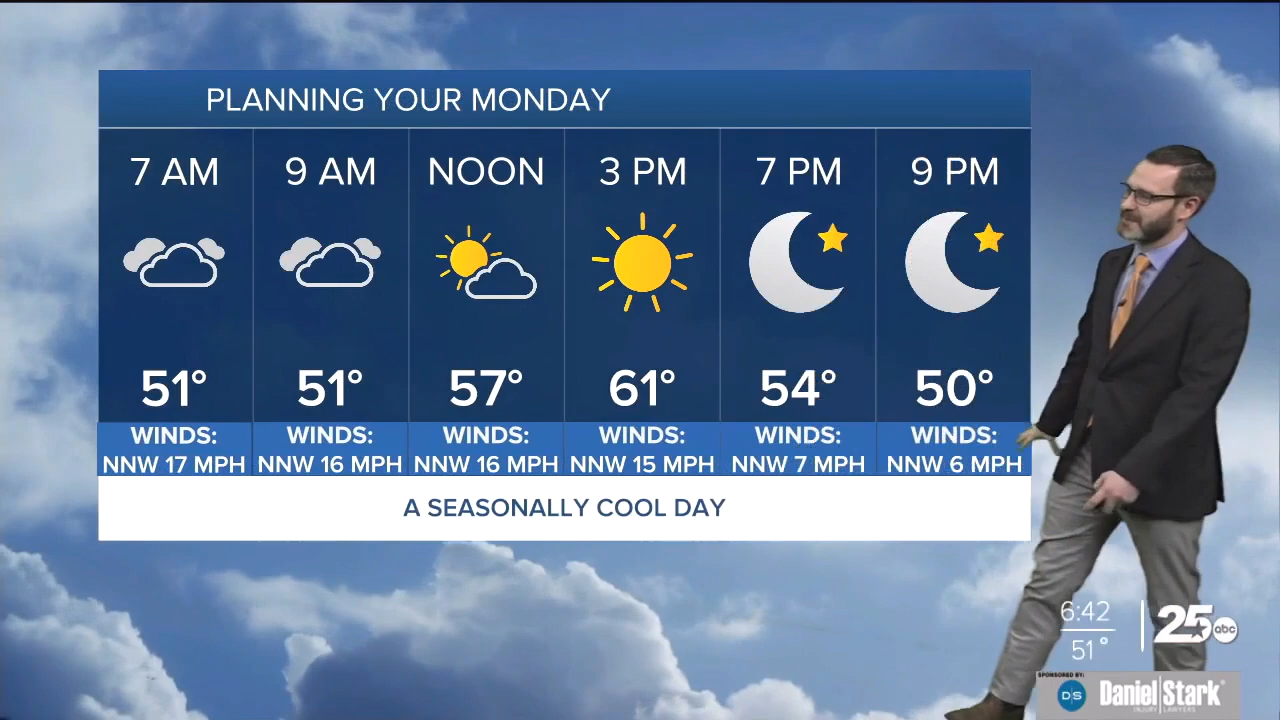 PLANNING YOUR MONDAY
7 AM 9 AM NOON 3 PM 7 PM 9 PM
51° 51° 57° 61° 54° 50°
WINDS: WINDS: WINDS: WINDS: WINDS: WINDS:
NNW 17 MPH NNW 16 MPH NNW 16 MPH NNW 15 MPH NNW 7 MPH NNW 6 MPH
A SEASONALLY COOL DAY
6:42
51°
25 abc
SPONSORED BY:
D|S Daniel|Stark®
INJURY LAWYERS